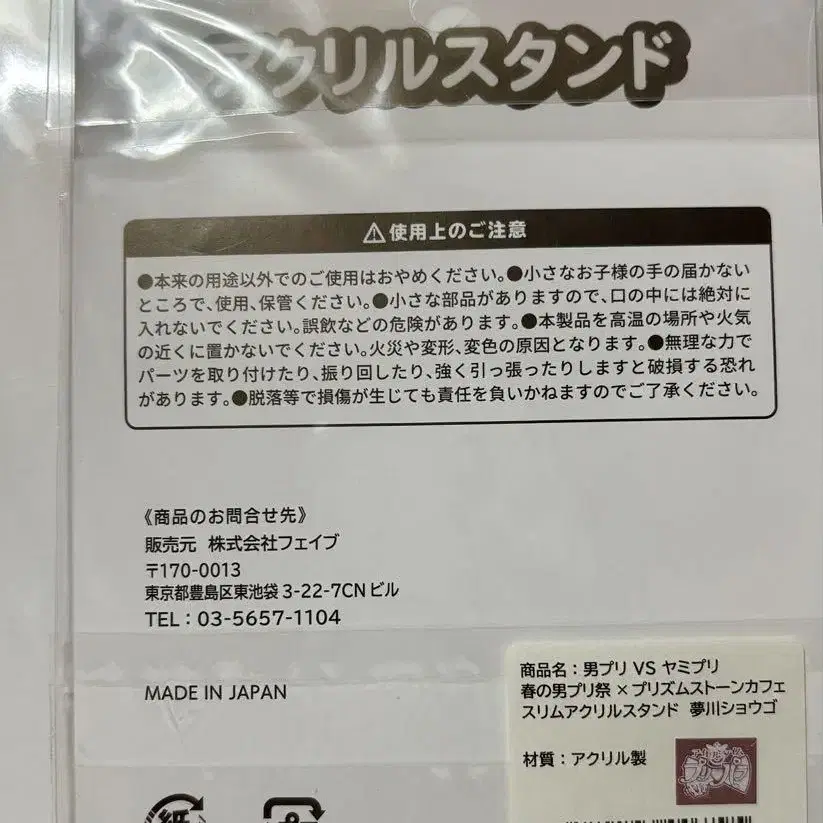 アクリルスタンド
⚠使用上のご注意
●本来の用途以外でのご使用はおやめください。●小さなお子様の手の届かない
ところで、使用、保管ください。●小さな部品がありますので、口の中には絶対に
入れないでください。誤飲などの危険があります。●本製品を高温の場所や火気
の近くに置かないでください。火災や変形、変色の原因となります。●無理な力で
パーツを取り付けたり、振り回したり、強く引っ張ったりしますと破損する恐れ
があります。●脱落等で損傷が生じても責任を負いかねますのでご了承ください。
《商品のお問合せ先》
販売元 株式会社フェイブ
〒170-0013
東京都豊島区東池袋3-22-7CNビル
TEL：03-5657-1104
MADE IN JAPAN
商品名：男プリ VS ヤミプリ
春の男プリ祭×プリズムストーンカフェ
スリムアクリルスタンド 夢川ショウゴ
材質：アクリル製
紙